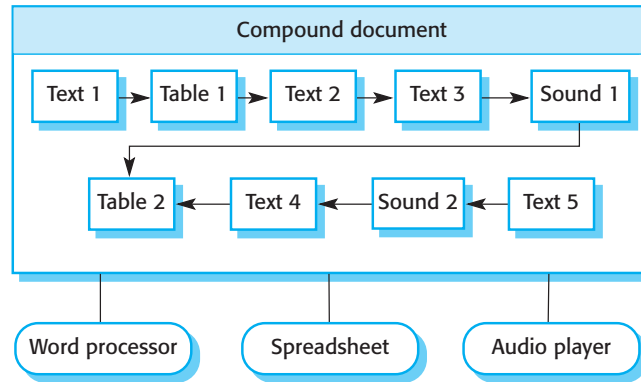 Compound document
Text 1
Table 1
Text 2
Text 3
Sound 1
Table 2
Text 4
Sound 2
Text 5
Word processor
Spreadsheet
Audio player